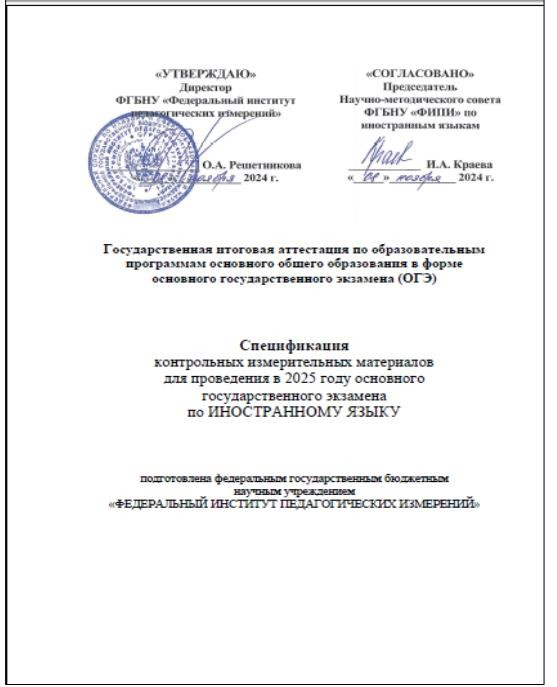 «УТВЕРЖДАЮ»
Директор
ФГБНУ «Федеральный институт
педагогических измерений»
О.А. Решетникова
ноября 2024 г.
«СОГЛАСОВАНО»
Председатель
Научно-методического совета
ФГБНУ «ФИПИ» по
иностранным языкам
И.А. Краева
«08» ноября 2024 г.
Государственная итоговая аттестация по образовательным
программам основного общего образования в форме
основного государственного экзамена (ОГЭ)
Спецификация
контрольных измерительных материалов
для проведения в 2025 году основного
государственного экзамена
по ИНОСТРАННОМУ ЯЗЫКУ
подготовлена федеральным государственным бюджетным
научным учреждением
«ФЕДЕРАЛЬНЫЙ ИНСТИТУТ ПЕДАГОГИЧЕСКИХ ИЗМЕРЕНИЙ»